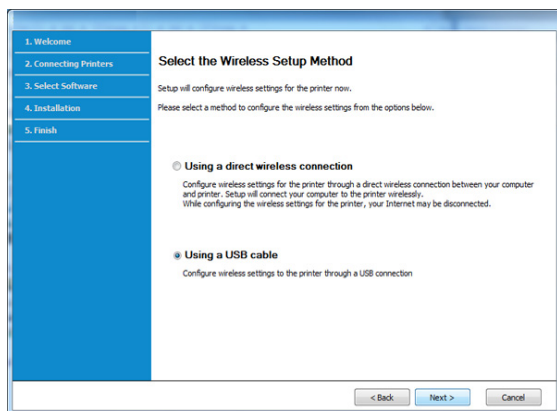 1. Welcome
2. Connecting Printers
3. Select Software
4. Installation
5. Finish
Select the Wireless Setup Method
Setup will configure wireless settings for the printer now.
Please select a method to configure the wireless settings from the options below.
Using a direct wireless connection
Configure wireless settings for the printer through a direct wireless connection between your computer
and printer. Setup will connect your computer to the printer wirelessly.
While configuring the wireless settings for the printer, your Internet may be disconnected.
Using a USB cable
Configure wireless settings to the printer through a USB connection
< Back
Next >
Cancel